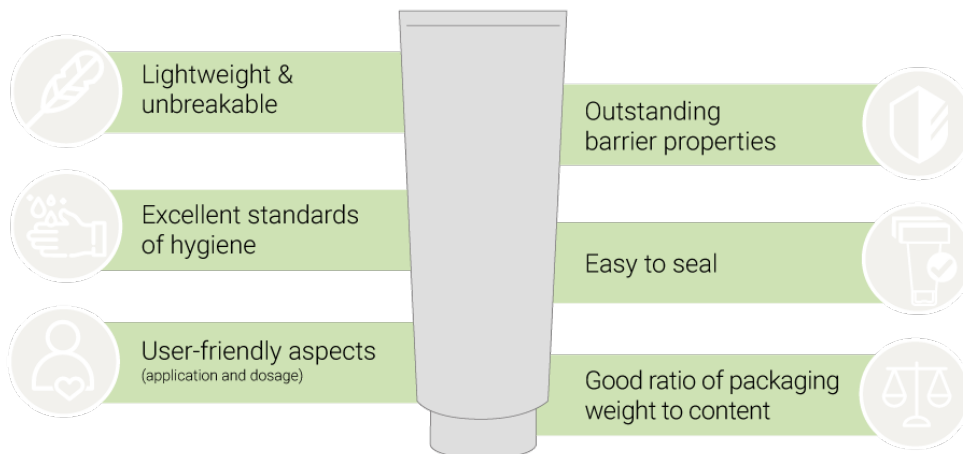 Lightweight &
unbreakable
Excellent standards
of hygiene
User-friendly aspects
(application and dosage)
Outstanding
barrier properties
Easy to seal
Good ratio of packaging
weight to content